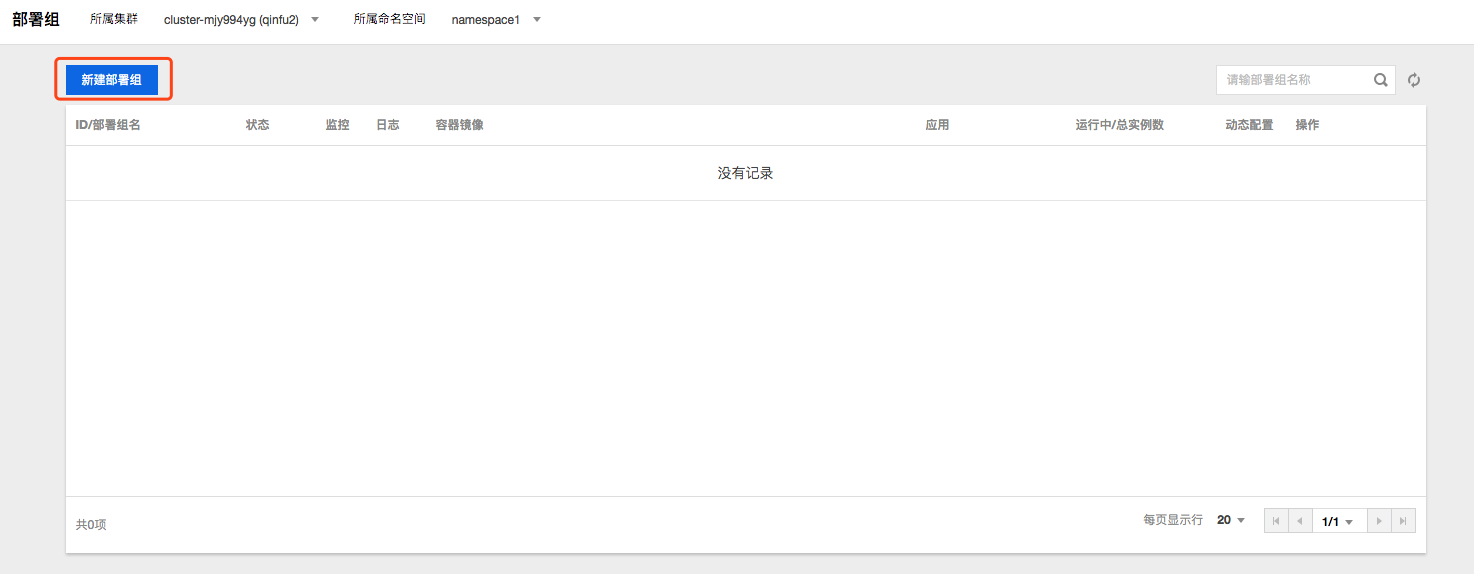 部署组 所属集群 cluster-mjy994yg (qinfu2) 所属命名空间 namespace1
新建部署组 请输部署组名称
ID/部署组名 状态 监控 日志 容器镜像 应用 运行中/总实例数 动态配置 操作
没有记录
共0项 每页显示行 20 1/1